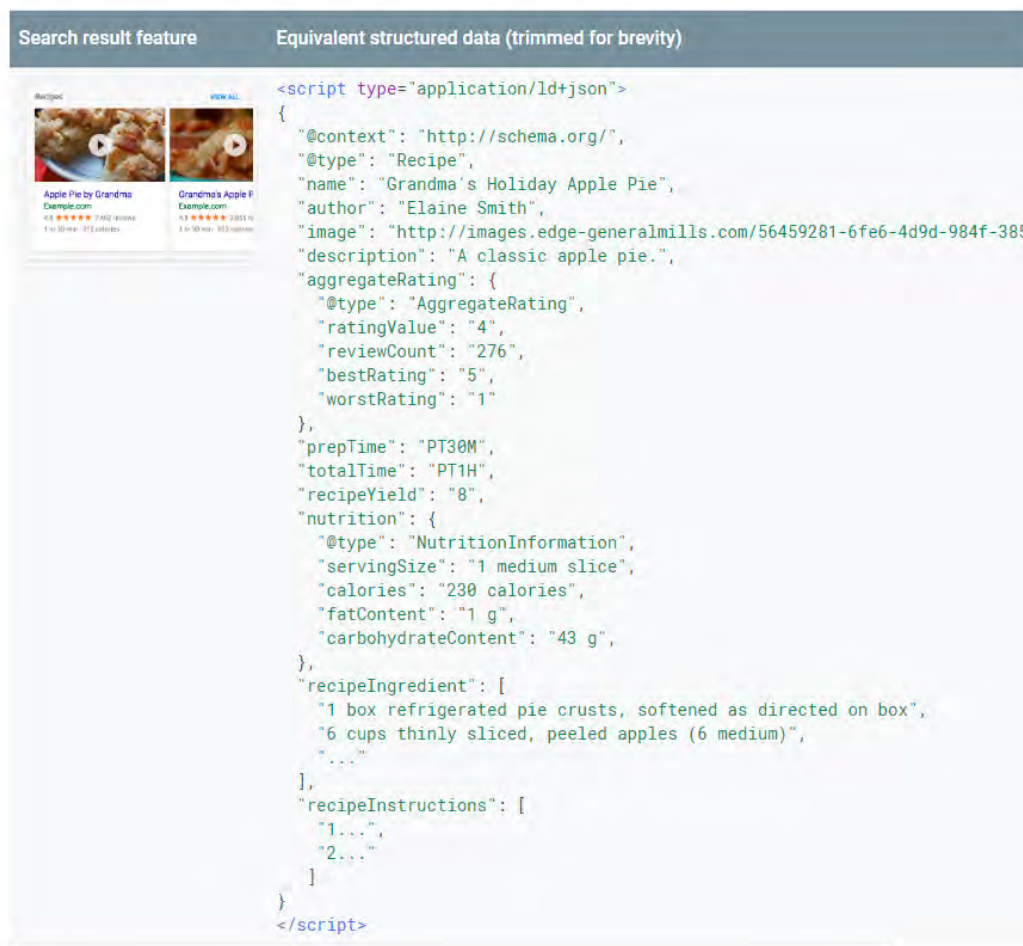 Search result feature
Equivalent structured data (trimmed for brevity)
Recipes
VIEW ALL
Apple Pie by Grandma
Example.com
Grandma's Apple P
Example.com
<script type="application/ld+json">
{
"@context": "http://schema.org/",
"@type": "Recipe",
"name": "Grandma's Holiday Apple Pie",
"author": "Elaine Smith",
"image": "http://images.edge-generalmills.com/56459281-6fe6-4d9d-984f-385
"description": "A classic apple pie.",
"aggregateRating": {
"@type": "AggregateRating",
"ratingValue": "4",
"reviewCount": "276",
"bestRating": "5",
"worstRating": "1"
},
"prepTime": "PT30M",
"totalTime": "PT1H",
"recipeYield": "8",
"nutrition": {
"@type": "NutritionInformation",
"servingSize": "1 medium slice",
"calories": "230 calories",
"fatContent": "1 g",
"carbohydrateContent": "43 g",
},
"recipeIngredient": [
"1 box refrigerated pie crusts, softened as directed on box",
"6 cups thinly sliced, peeled apples (6 medium)",
"..."
],
"recipeInstructions": [
"1...",
"2..."
]
}
</script>